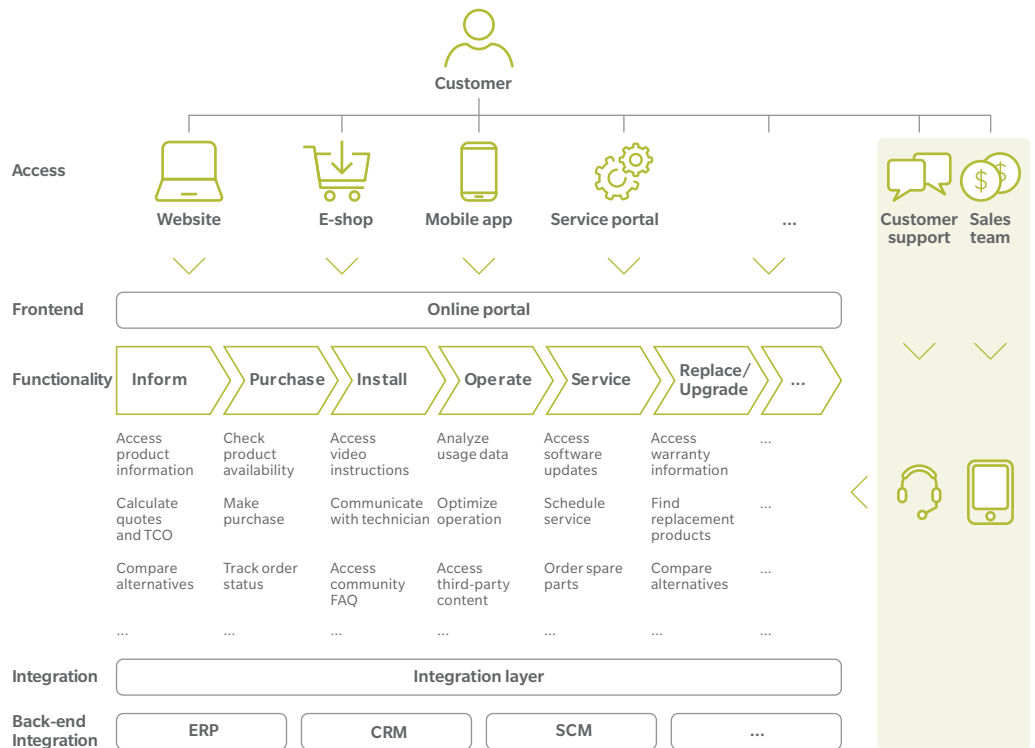 Customer
Access
Website
E-shop
Mobile app
Service portal
...
Customer
support
Sales
team
$
$
Frontend
Online portal
Functionality
Inform
Purchase
Install
Operate
Service
Replace/
Upgrade
...
Access
product
information
Check
product
availability
Access
video
instructions
Analyze
usage data
Access
software
updates
Access
warranty
information
...
Calculate
quotes
and TCO
Make
purchase
Communicate
with technician
Optimize
operation
Schedule
service
Find
replacement
products
...
Compare
alternatives
Track order
status
Access
community
FAQ
Access
third-party
content
Order spare
parts
Compare
alternatives
...
...
...
...
...
...
...
...
Integration
Integration layer
Back-end
Integration
ERP
CRM
SCM
...